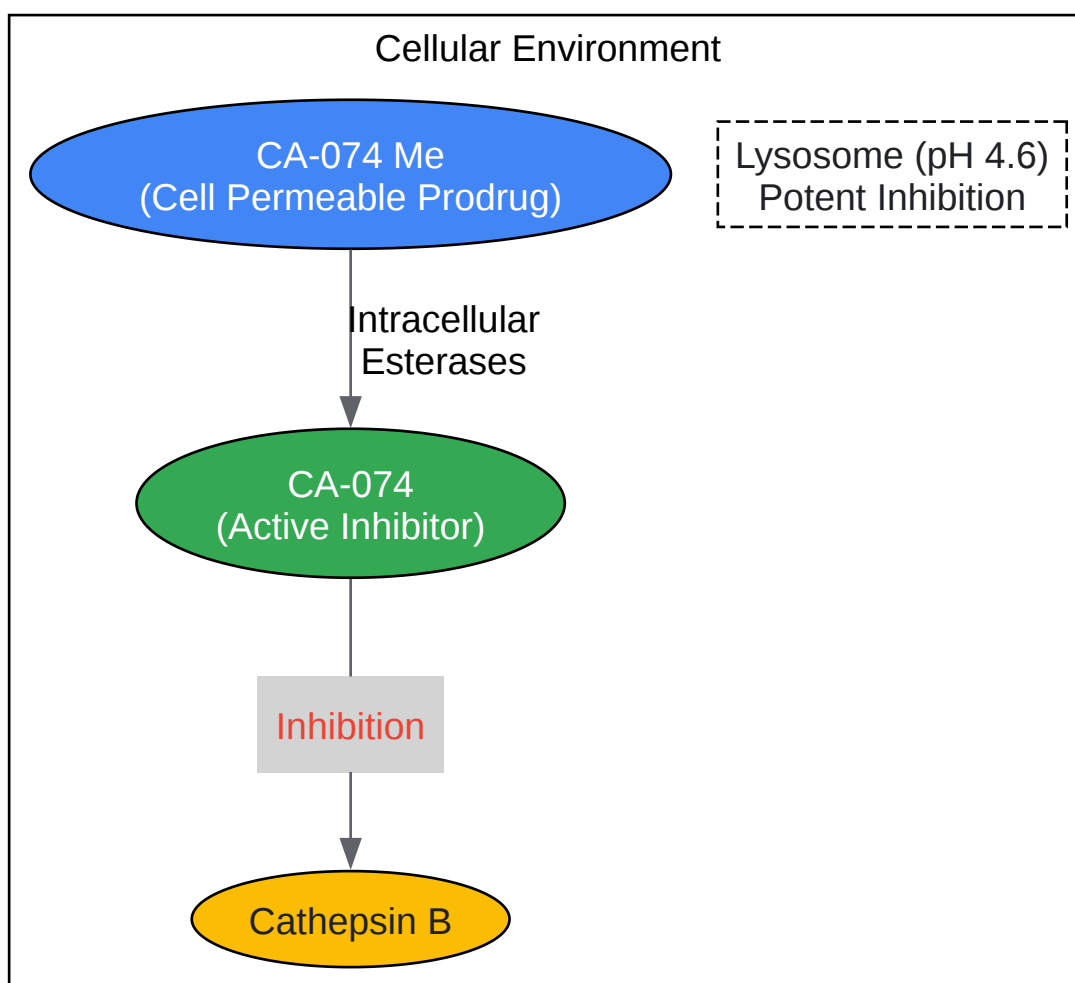 Cellular Environment
CA-074 Me
(Cell Permeable Prodrug)
Lysosome (pH 4.6)
Potent Inhibition
Intracellular
Esterases
CA-074
(Active Inhibitor)
Inhibition
Cathepsin B